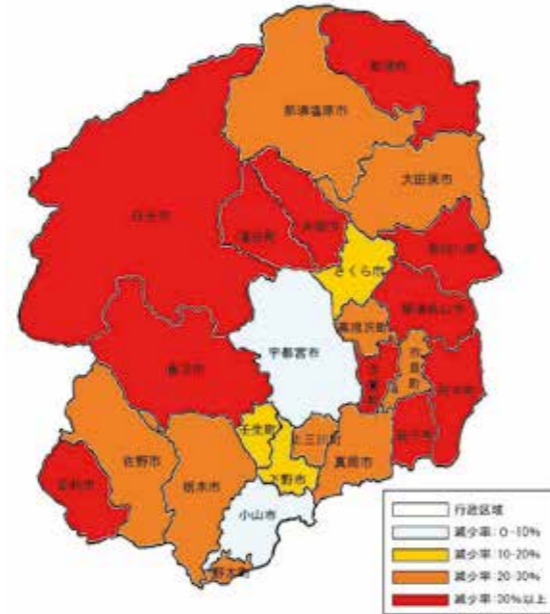 那須町
那須塩原市
大田原市
日光市
塩谷町
矢板市
さくら市
那珂川町
那須烏山市
高根沢町
宇都宮市
鹿沼市
市貝町
芳賀町
茂木町
益子町
壬生町
上三川町
真岡市
下野市
佐野市
栃木市
足利市
小山市
野木町
行政区域
減少率:0-10%
減少率:10-20%
減少率:20-30%
減少率:30%以上